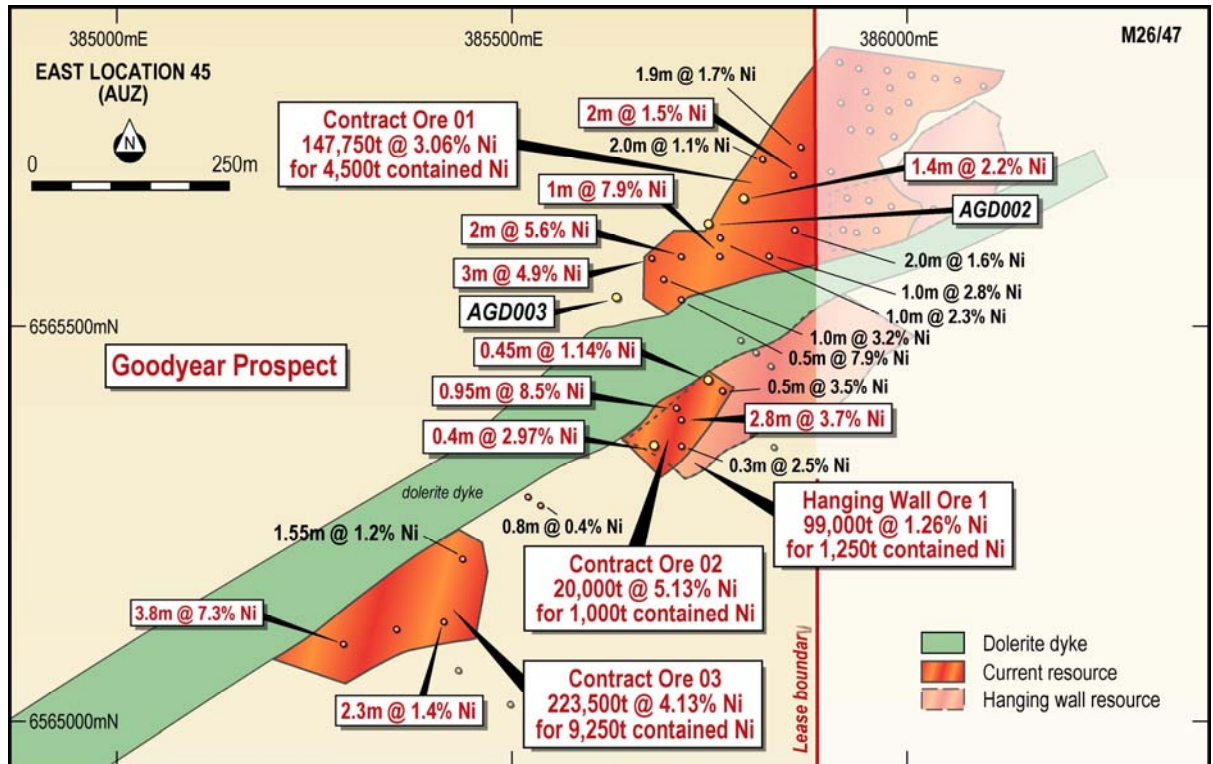 385000mE
385500mE
386000mE
M26/47
EAST LOCATION 45
(AUZ)
N
0
250m
1.9m @ 1.7% Ni
2m @ 1.5% Ni
2.0m @ 1.1% Ni
Contract Ore 01
147,750t @ 3.06% Ni
for 4,500t contained Ni
1.4m @ 2.2% Ni
1m @ 7.9% Ni
AGD002
2m @ 5.6% Ni
3m @ 4.9% Ni
2.0m @ 1.6% Ni
1.0m @ 2.8% Ni
AGD003
1.0m @ 2.3% Ni
6565500mN
1.0m @ 3.2% Ni
0.45m @ 1.14% Ni
0.5m @ 7.9% Ni
Goodyear Prospect
0.95m @ 8.5% Ni
0.5m @ 3.5% Ni
2.8m @ 3.7% Ni
0.4m @ 2.97% Ni
0.3m @ 2.5% Ni
dolerite dyke
Hanging Wall Ore 1
99,000t @ 1.26% Ni
for 1,250t contained Ni
0.8m @ 0.4% Ni
1.55m @ 1.2% Ni
Contract Ore 02
20,000t @ 5.13% Ni
for 1,000t contained Ni
3.8m @ 7.3% Ni
Contract Ore 03
223,500t @ 4.13% Ni
for 9,250t contained Ni
2.3m @ 1.4% Ni
6565000mN
Lease boundary
Dolerite dyke
Current resource
Hanging wall resource